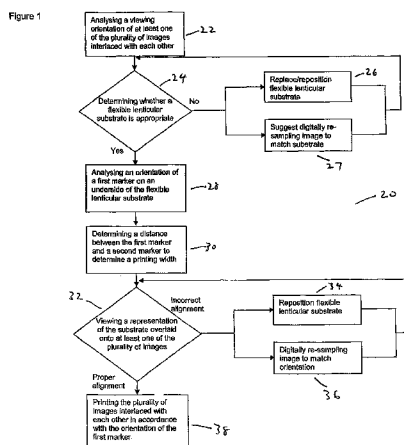 Figure 1
Analysing a viewing
orientation of at least one
of the plurality of images
interlaced with each other
22
24
Determining whether a
flexible lenticular
substrate is appropriate
No
Yes
Replace/reposition
flexible lenticular
substrate
26
Suggest digitally re-
sampling image to
match substrate
27
Analysing an orientation of
a first marker on an
underside of the flexible
lenticular substrate
28
20
Determining a distance
between the first marker
and a second marker to
determine a printing width
30
32
Viewing a representation
of the substrate overlaid
onto at least one of the
plurality of images
Incorrect
alignment
Proper
alignment
34
Reposition flexible
lenticular substrate
Digitally re-sampling
image to match
orientation
36
Printing the plurality of
images interfaced with
each other in accordance
with the orientation of the
first marker
38